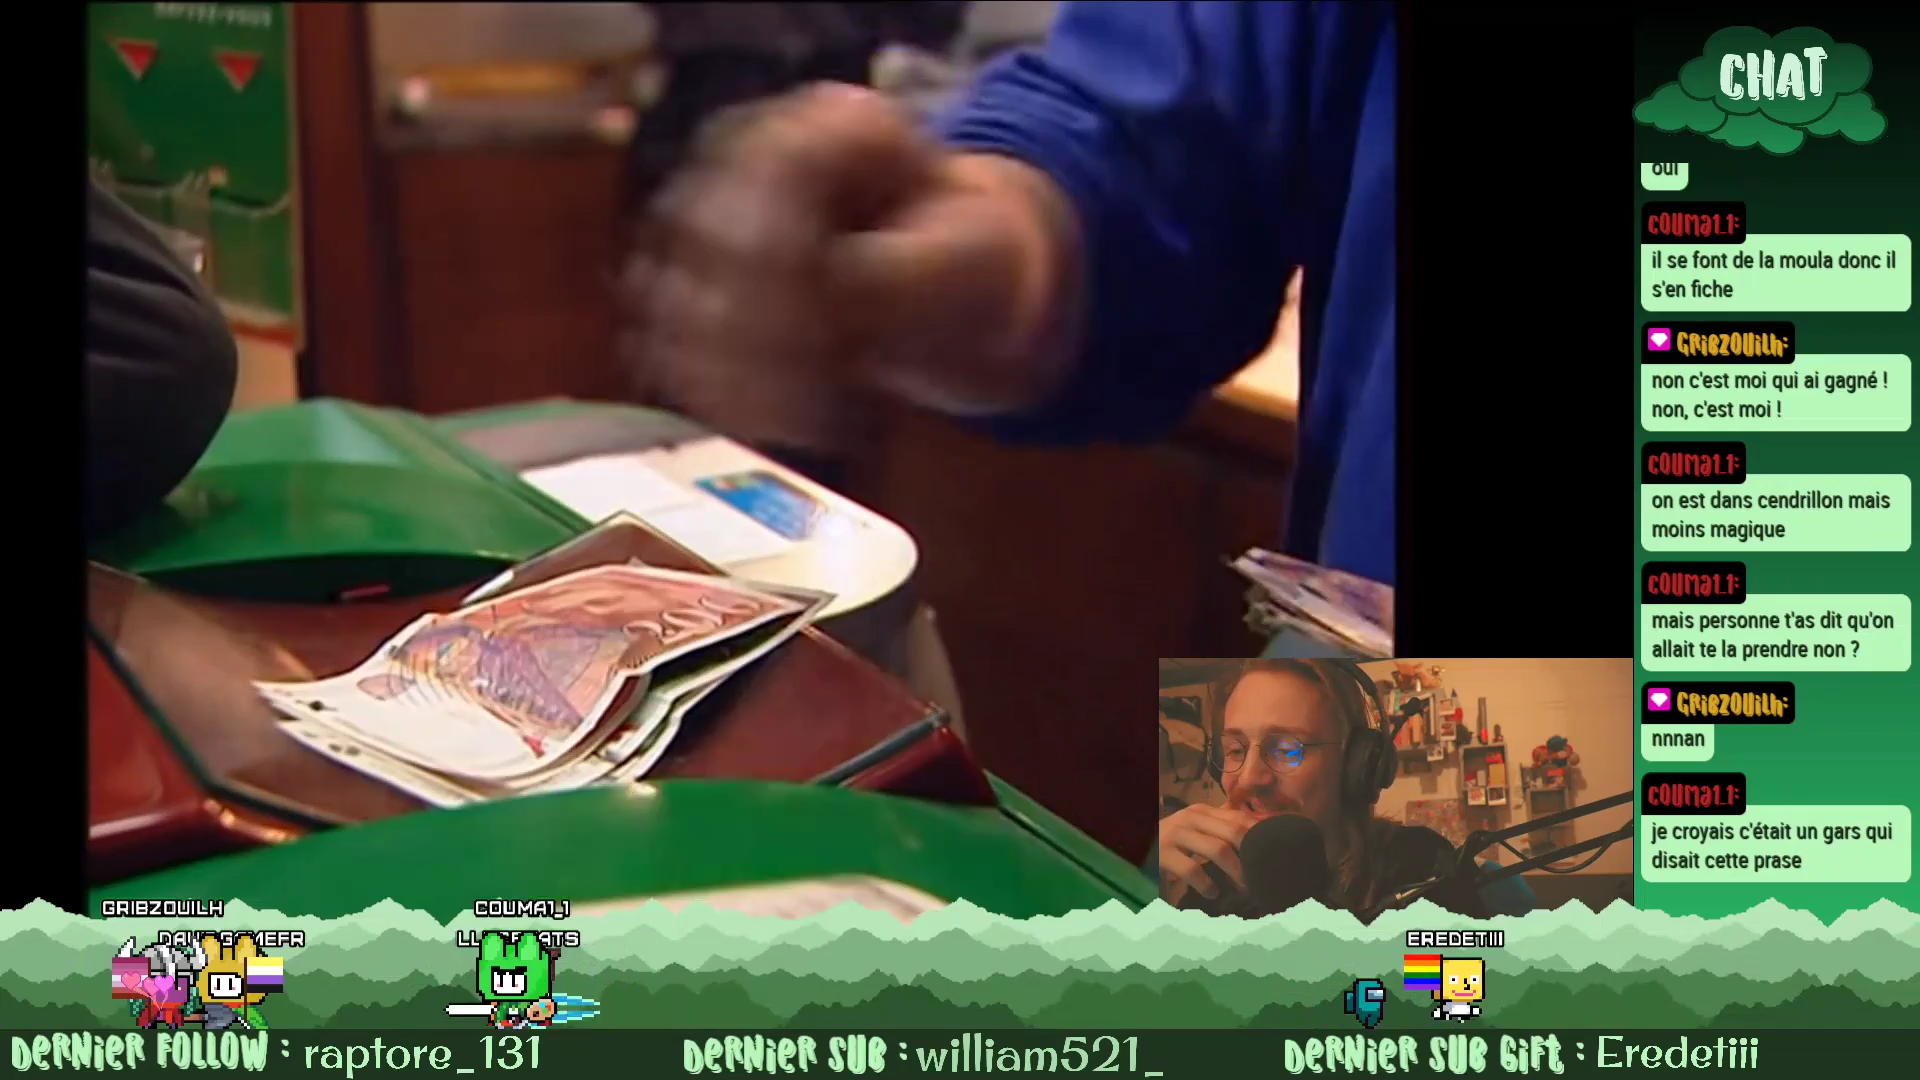 CHAT
oui
COUMA1_1:
il se font de la moula donc il
s'en fiche
GRIBZOUILH:
non c'est moi qui ai gagné !
non, c'est moi !
COUMA1_1:
on est dans cendrillon mais
moins magique
COUMA1_1:
mais personne t'as dit qu'on
allait te la prendre non ?
GRIBZOUILH:
nnnan
COUMA1_1:
je croyais c'était un gars qui
disait cette prase
200
GRIBZOUILH
COUMA1_1
EREDETIII
DERNIER FOLLOW : raptore_131
DERNIER SUB : william521_
DERNIER SUB GIFT : Eredetiii